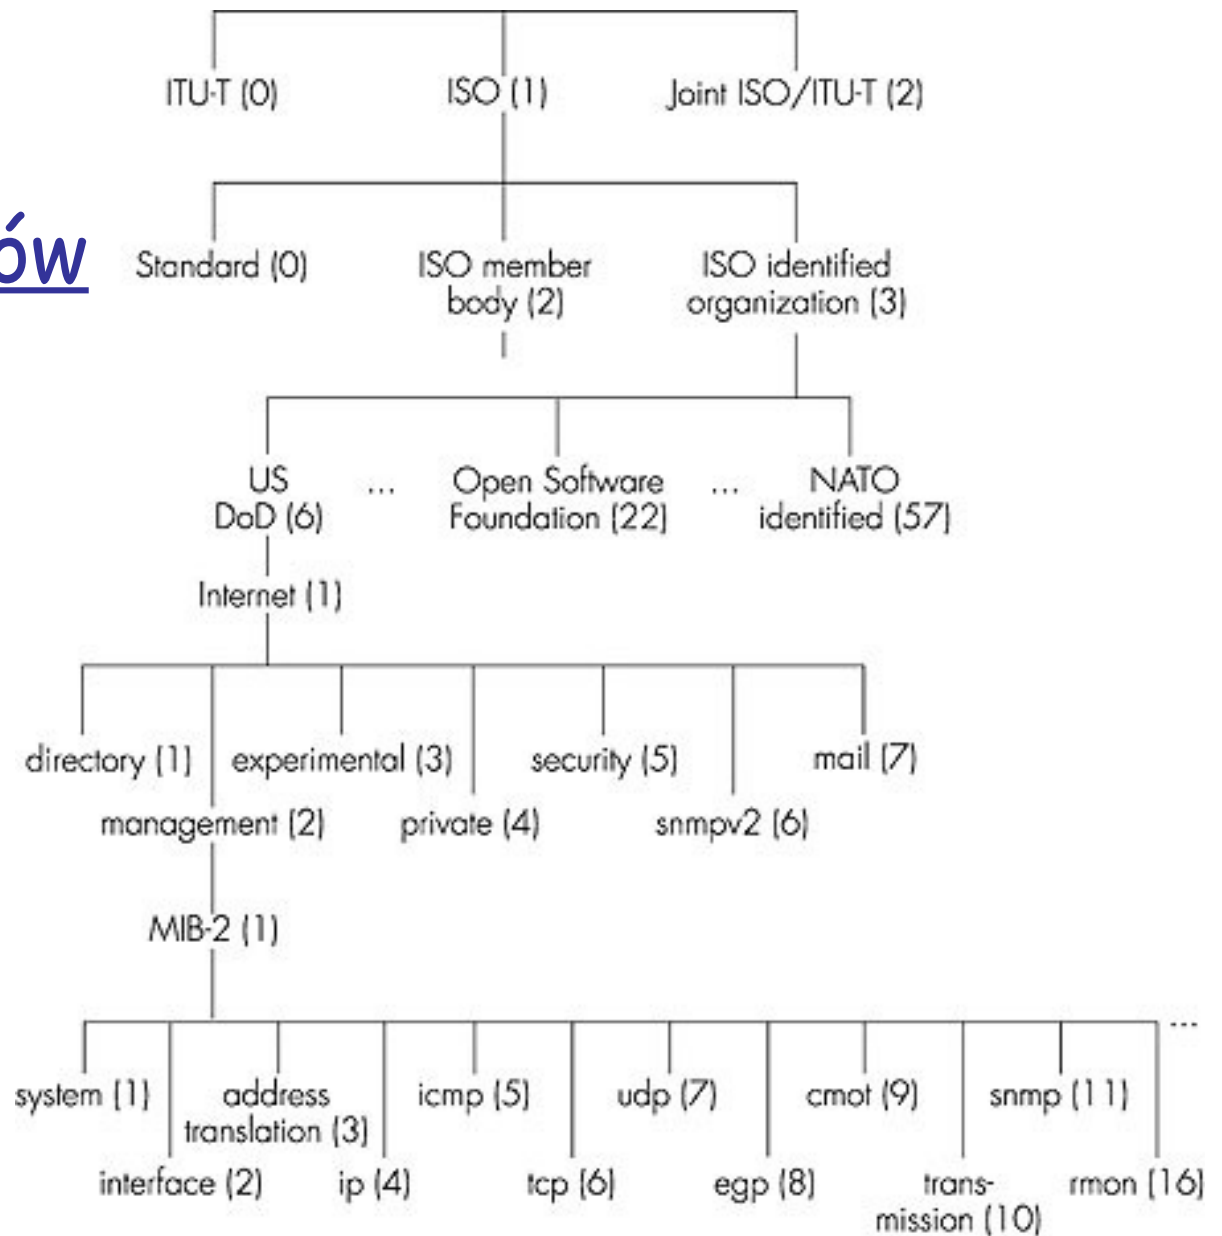 ITU-T (0) ISO (1) Joint ISO/ITU-T (2)
ów
Standard (0) ISO member ISO identified
body (2) organization (3)
US ... Open Software ... NATO
DoD (6) Foundation (22) identified (57)
Internet (1)
directory (1) experimental (3) security (5) mail (7)
management (2) private (4) snmpv2 (6)
MIB-2 (1)
...
system (1) address icmp (5) udp (7) cmot (9) snmp (11)
translation (3)
interface (2) ip (4) tcp (6) egp (8) trans- rmon (16)
mission (10)